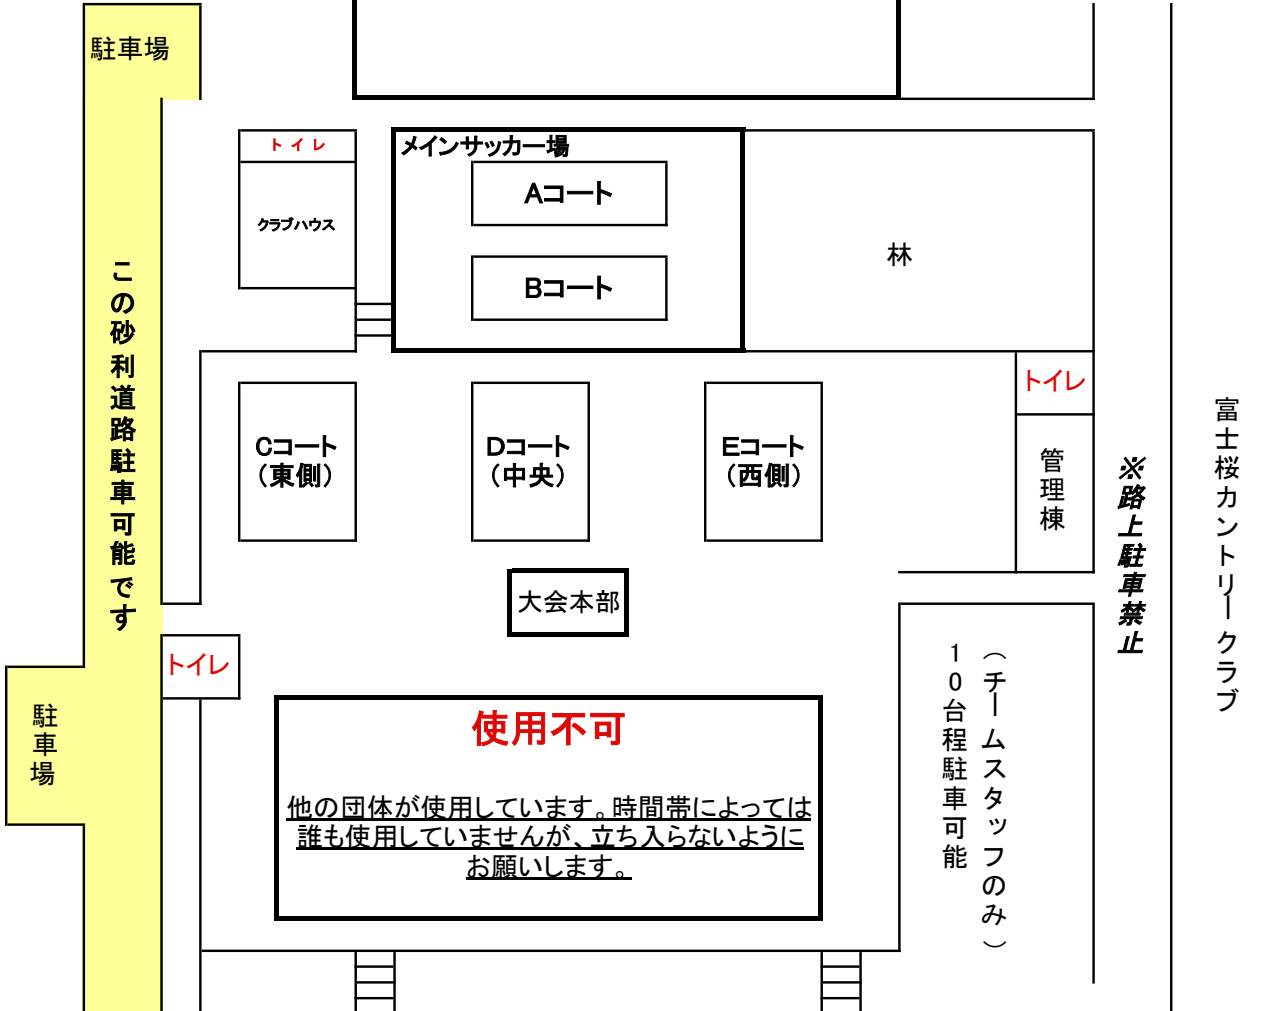 駐車場
トイレ
クラブハウス
メインサッカー場
Aコート
Bコート
林
この砂利道路駐車可能です
Cコート
（東側）
Dコート
（中央）
Eコート
（西側）
トイレ
管理棟
※路上駐車禁止
富士桜カントリークラブ
大会本部
トイレ
駐車場
使用不可
他の団体が使用しています。時間帯によっては
誰も使用していませんが、立ち入らないように
お願いします。
（チームスタッフのみ）
10台程駐車可能